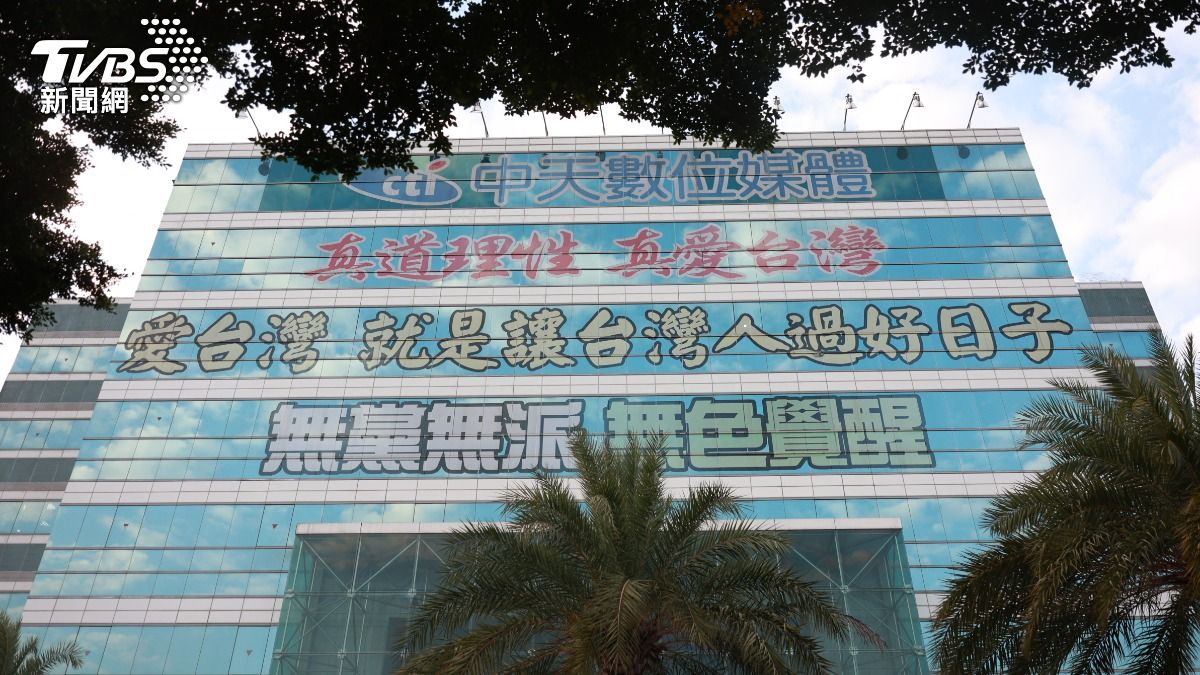 TVBS
新聞網
cti 中天數位媒體
真道理性 真愛台灣
愛台灣 就是讓台灣人過好日子
無黨無派 無色覺醒